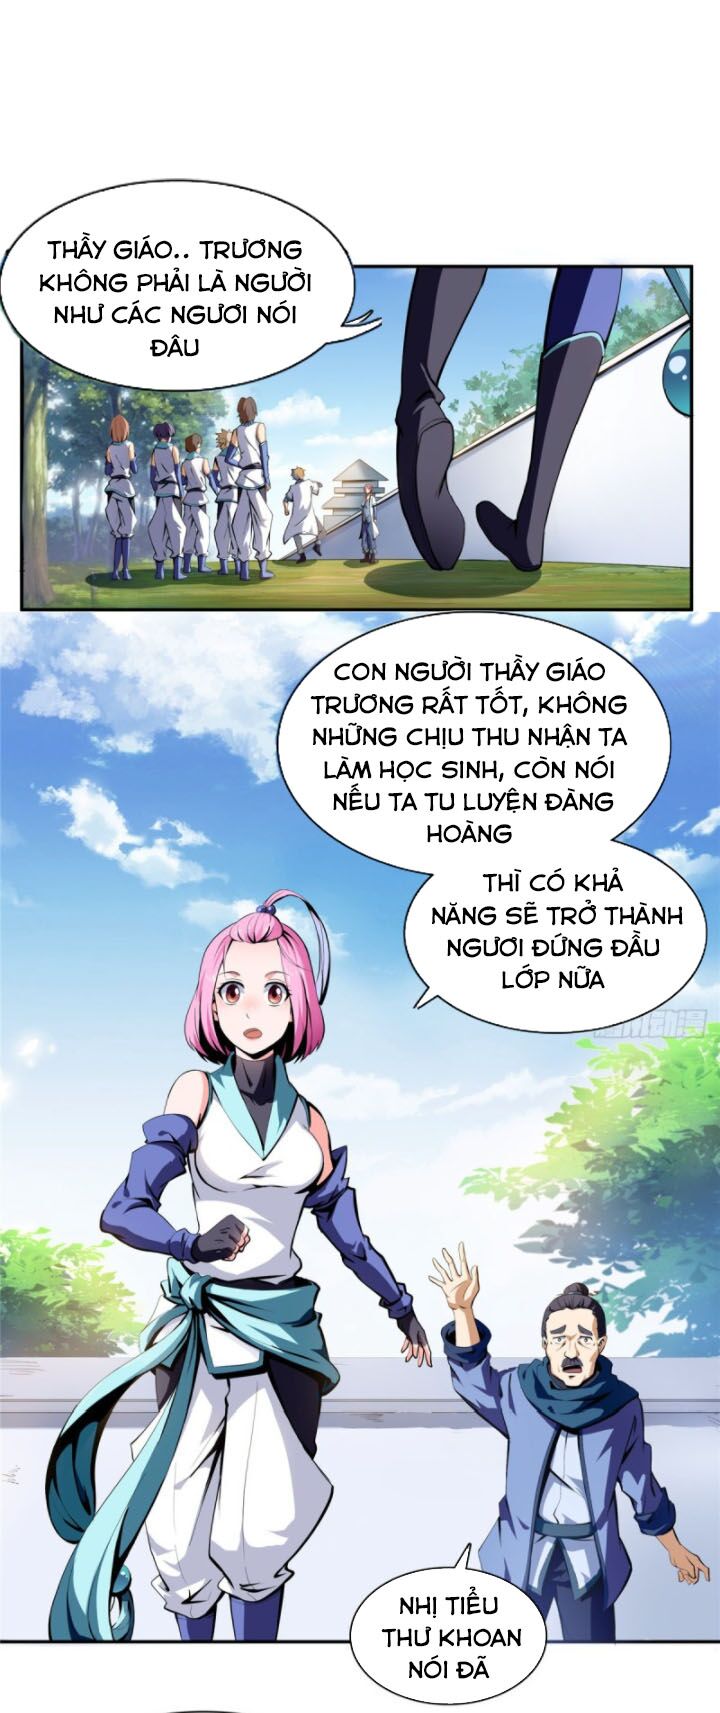 THẦY GIÁO.. TRƯƠNG
KHÔNG PHẢI LÀ NGƯỜI
NHƯ CÁC NGƯƠI NÓI
ĐÂU
CON NGƯỜI THẦY GIÁO
TRƯƠNG RẤT TỐT, KHÔNG
NHỮNG CHỊU THU NHẬN TA
LÀM HỌC SINH, CÒN NÓI
NẾU TA TU LUYỆN ĐÀNG
HOÀNG
THÌ CÓ KHẢ
NĂNG SẼ TRỞ THÀNH
NGƯƠI ĐỨNG ĐẦU
LỚP NỮA
NHỊ TIỂU
THƯ KHOAN
NÓI ĐÃ